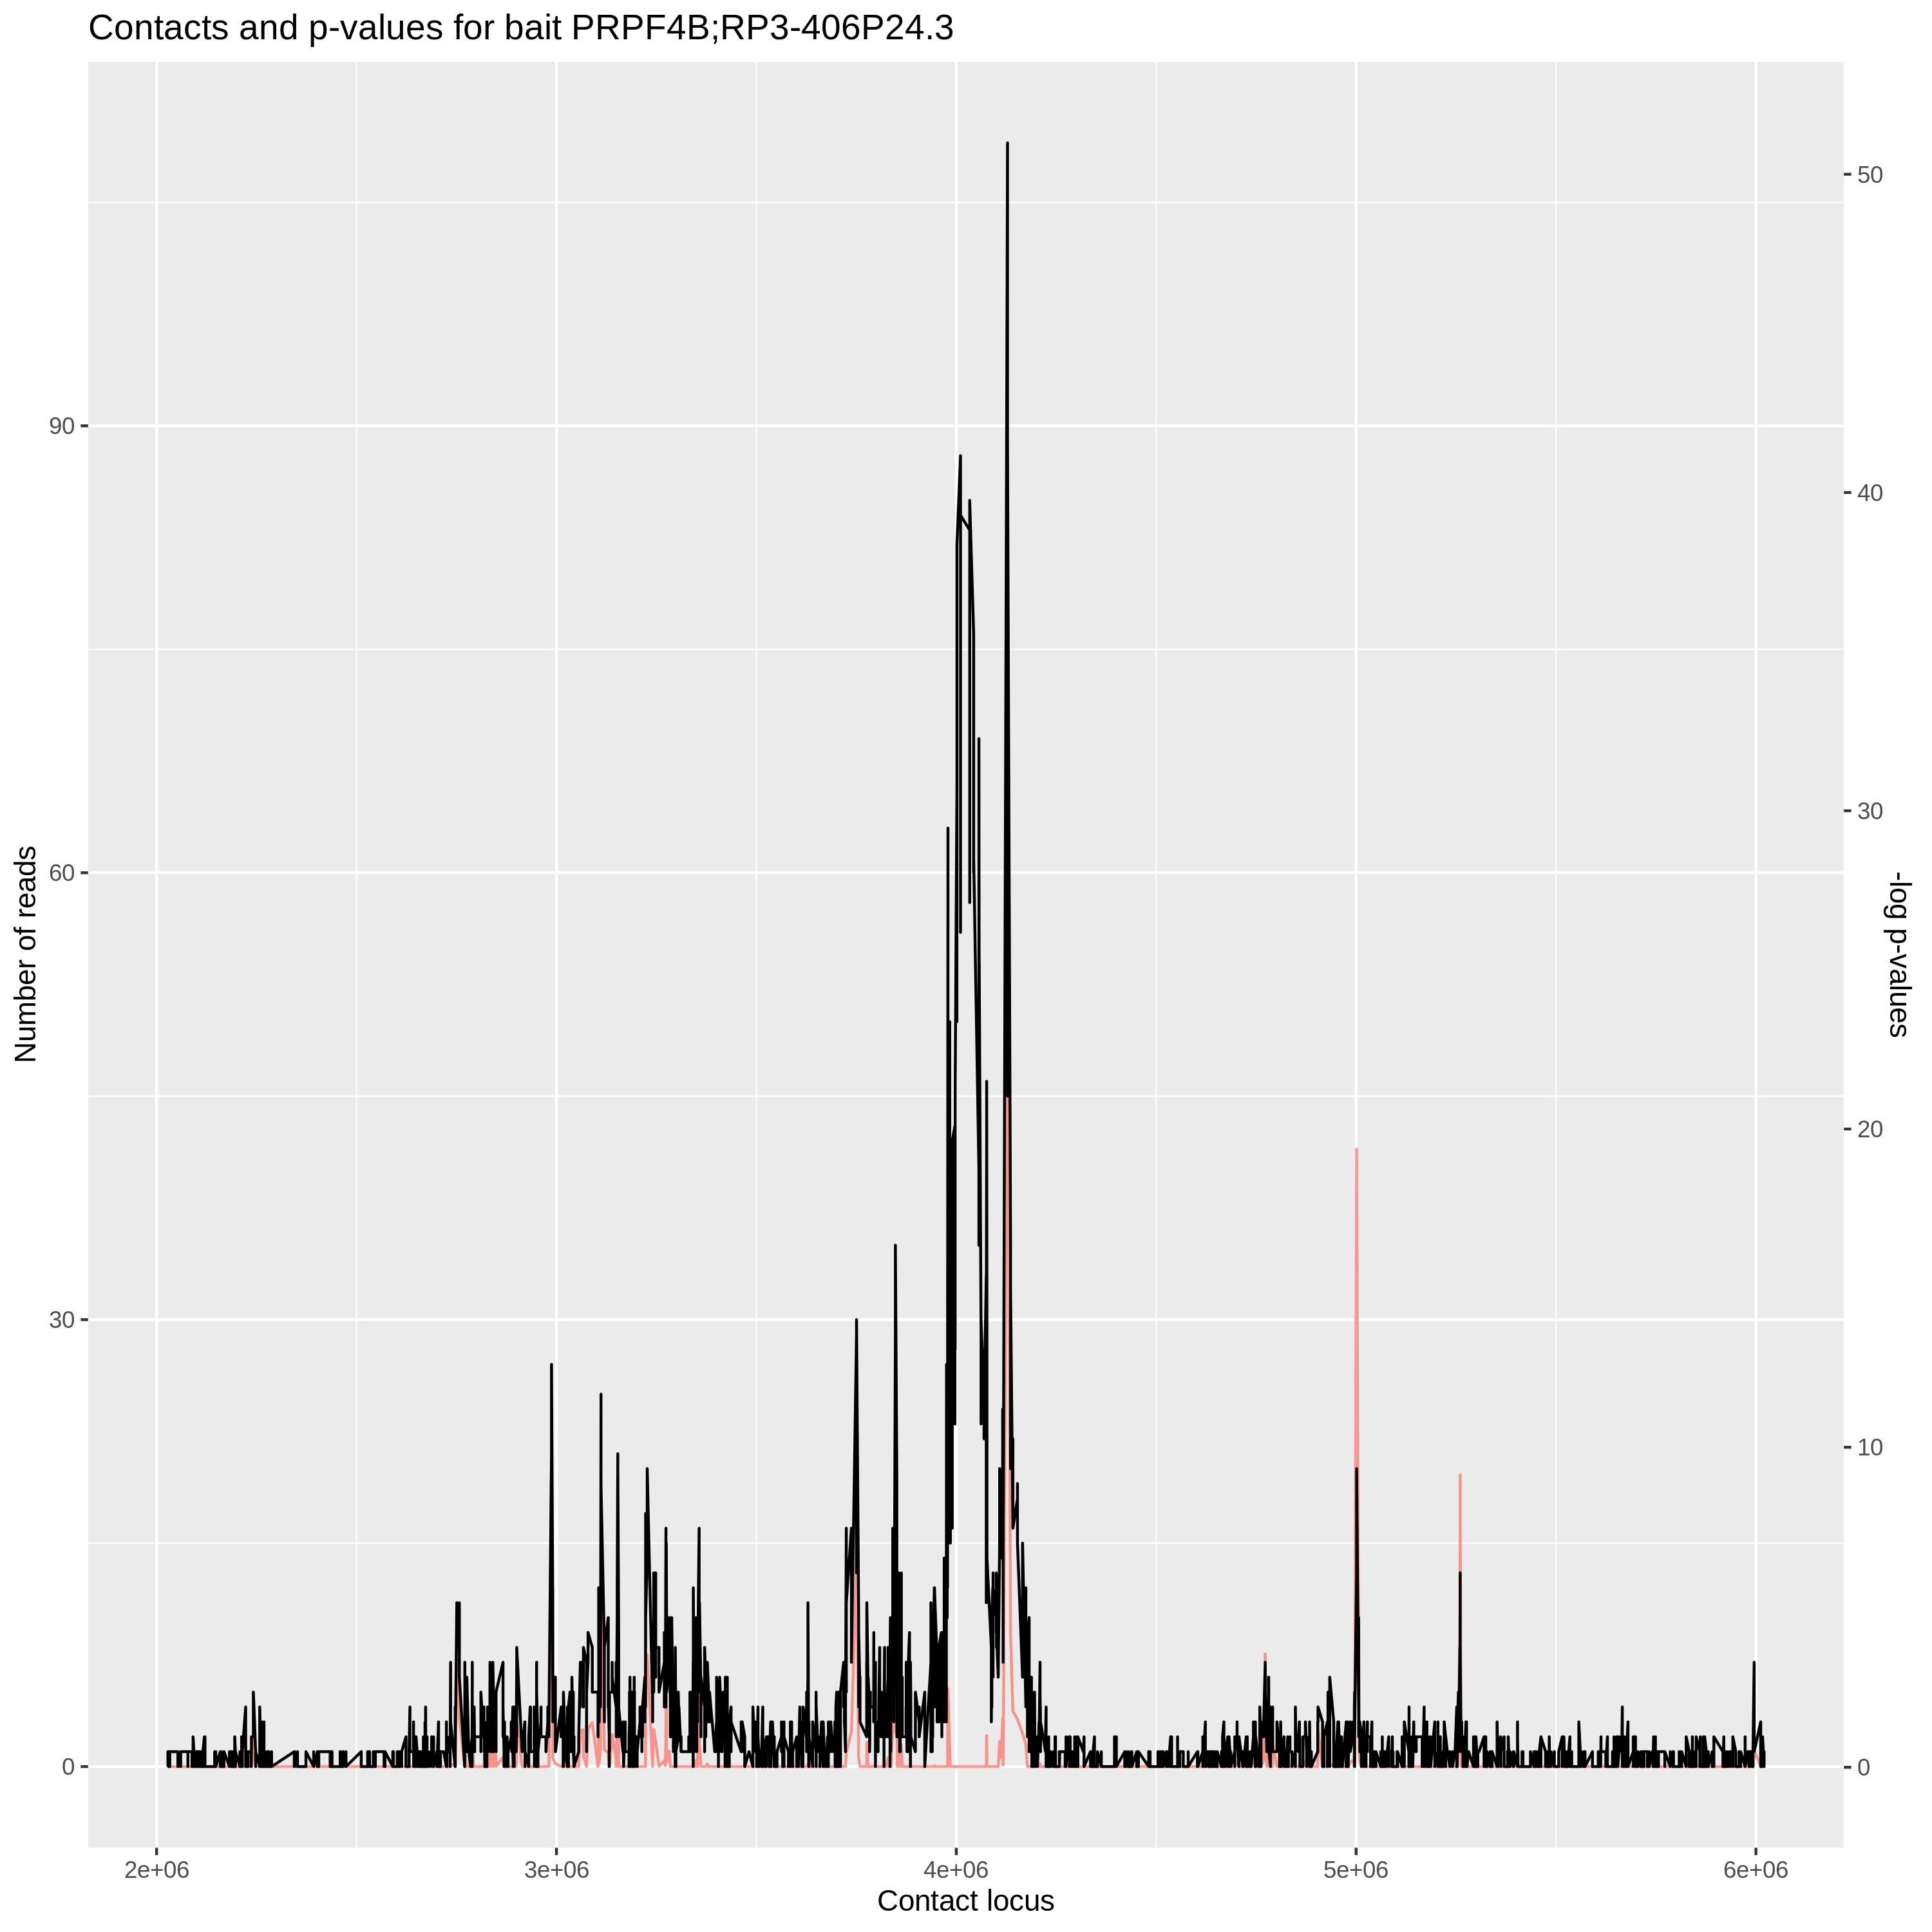 Contacts and p-values for bait PRPF4B;RP3-406P24.3
Number of reads
90
60
30
0
50
40
30
20
10
0
-log p-values
2e+06 3e+06 4e+06 5e+06 6e+06
Contact locus